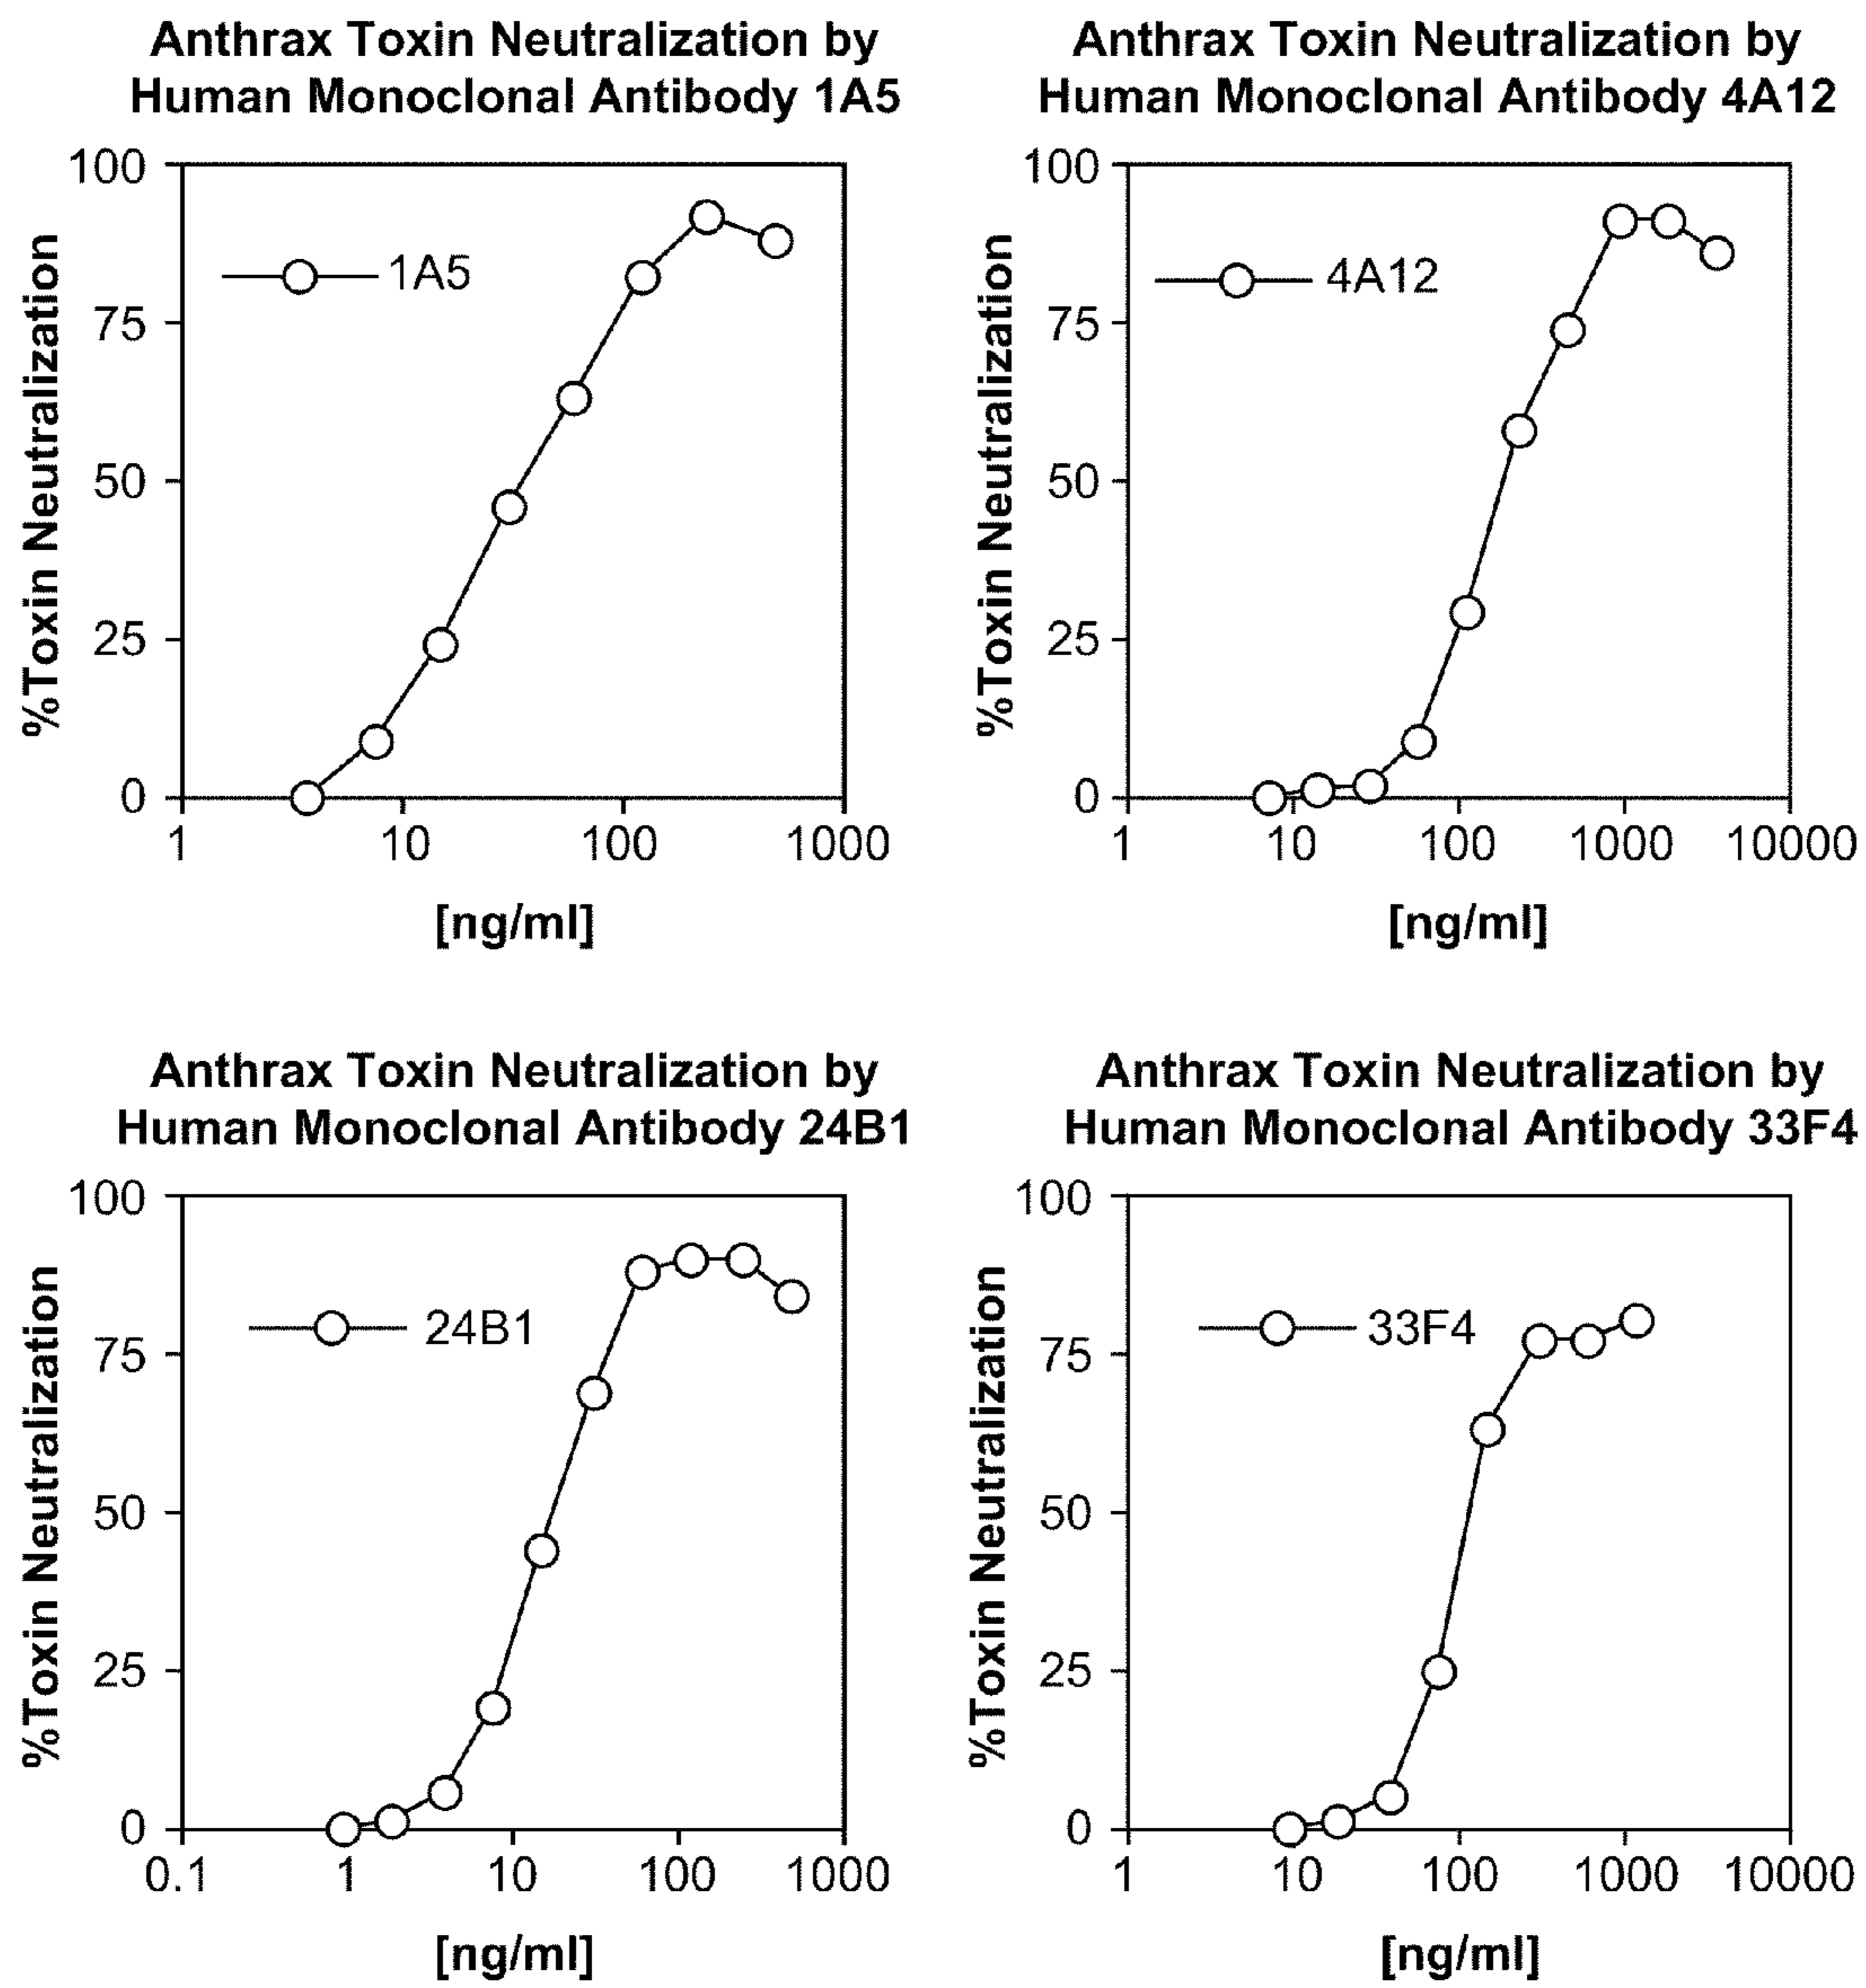 Anthrax Toxin Neutralization by
Human Monoclonal Antibody 1A5
%Toxin Neutralization
100
75
50
25
0
1A5
1 10 100 1000
[ng/ml]
Anthrax Toxin Neutralization by
Human Monoclonal Antibody 4A12
%Toxin Neutralization
100
75
50
25
0
4A12
1 10 100 1000 10000
[ng/ml]
Anthrax Toxin Neutralization by
Human Monoclonal Antibody 24B1
%Toxin Neutralization
100
75
50
25
0
24B1
0.1 1 10 100 1000
[ng/ml]
Anthrax Toxin Neutralization by
Human Monoclonal Antibody 33F4
%Toxin Neutralization
100
75
50
25
0
33F4
1 10 100 1000 10000
[ng/ml]